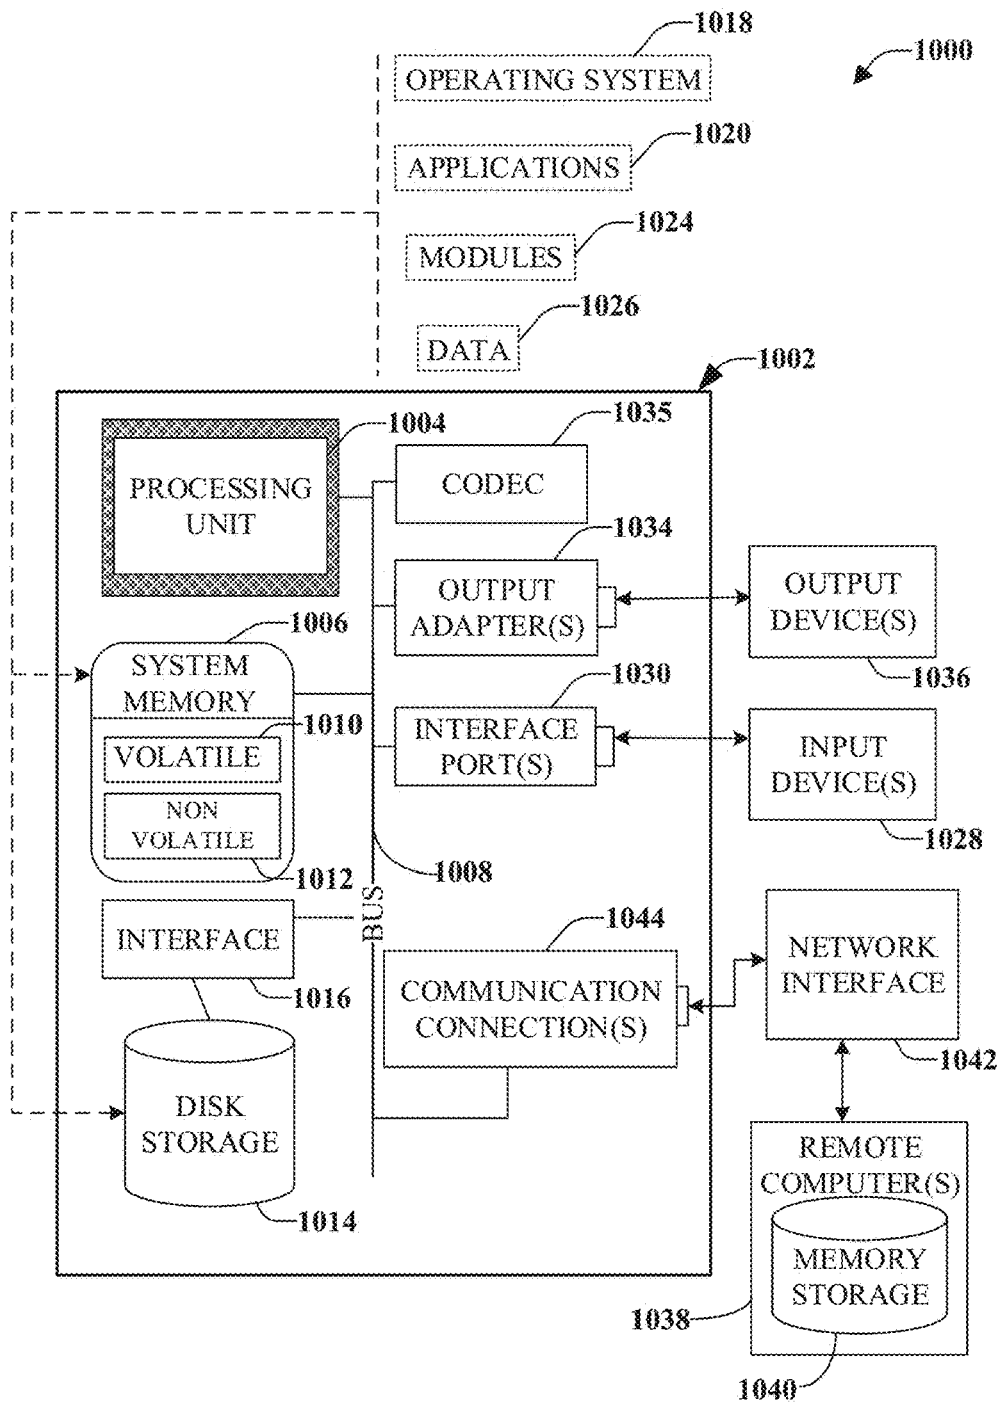 1018
1000
OPERATING SYSTEM
1020
APPLICATIONS
1024
MODULES
1026
DATA
1002
1004
1035
PROCESSING
UNIT
CODEC
1034
OUTPUT
ADAPTER(S)
OUTPUT
DEVICE(S)
1036
1006
SYSTEM
MEMORY
1010
VOLATILE
NON
VOLATILE
1012
1030
INTERFACE
PORT(S)
INPUT
DEVICE(S)
1028
1008
BUS
INTERFACE
1016
1044
COMMUNICATION
CONNECTION(S)
NETWORK
INTERFACE
1042
DISK
STORAGE
1014
REMOTE
COMPUTER(S)
MEMORY
STORAGE
1038
1040